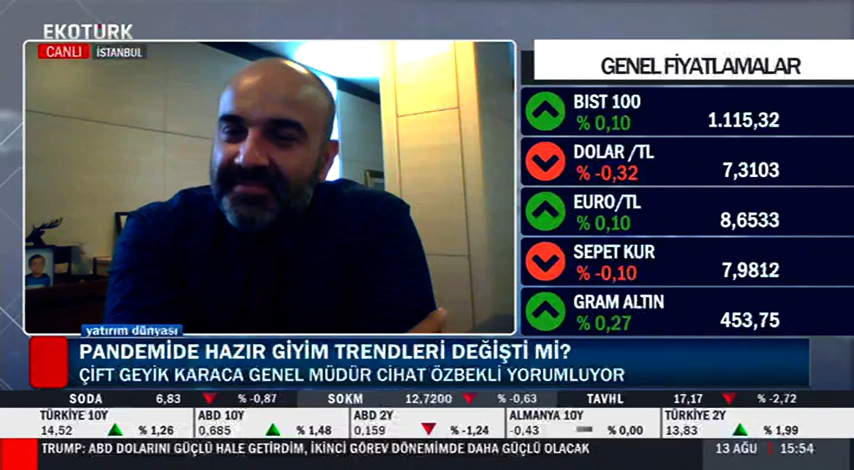 EKOTÜRK
CANLI İSTANBUL
GENEL FİYATLAMALAR
BIST 100
% 0,10 1.115,32
DOLAR /TL
% -0,32 7,3103
EURO/TL
% 0,10 8,6533
SEPET KUR
% -0,10 7,9812
GRAM ALTIN
% 0,27 453,75
yatırım dünyası
PANDEMİDE HAZIR GİYİM TRENDLERİ DEĞİŞTİ Mİ?
ÇİFT GEYİK KARACA GENEL MÜDÜR CİHAT ÖZBEKLİ YORUMLUYOR
SODA 6,83 % -0,87 SOKM 12,7200 % -0,63 TAVHL 17,17 % -2,72
TÜRKİYE 10Y ABD 10Y ABD 2Y ALMANYA 10Y TÜRKİYE 2Y
14,52 % 1,26 0,685 % 1,48 0,159 % -1,24 -0,43 % 0,00 13,83 % 1,99
TRUMP: ABD DOLARINI GÜÇLÜ HALE GETİRDİM, İKİNCİ GÖREV DÖNEMİMDE DAHA GÜÇLÜ OLACAK 13 AĞU 15:54